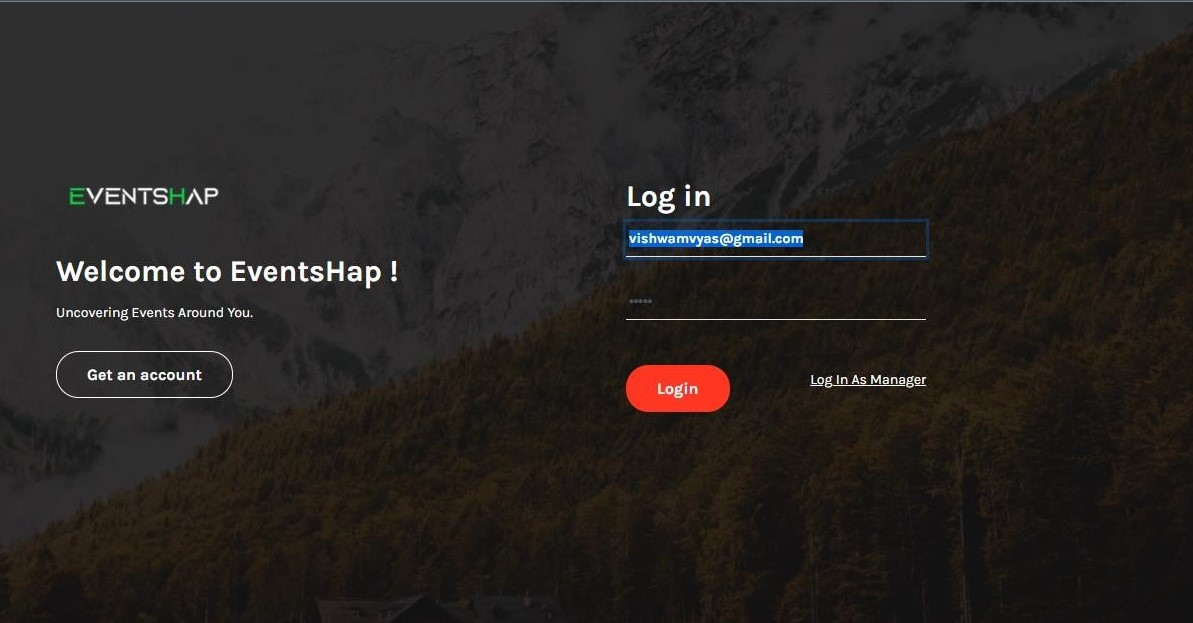 EVENTSHAP
Welcome to EventsHap !
Uncovering Events Around You.
Get an account
Log in
vishwamvyas@gmail.com
•••••
Login
Log In As Manager